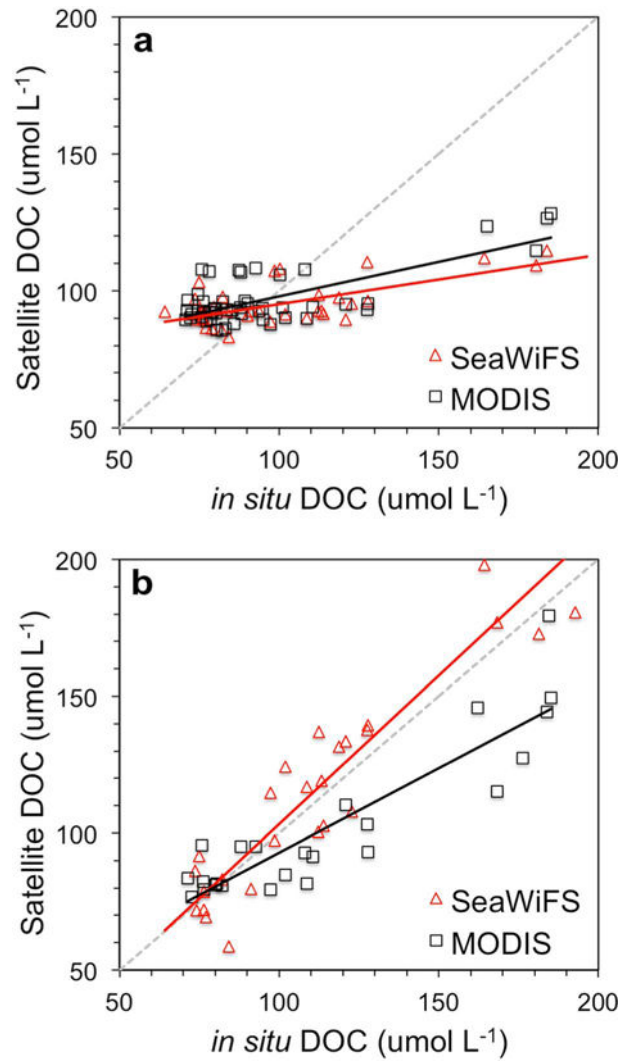 a
200
150
100
50
Satellite DOC (umol L-1)
SeaWiFS
MODIS
50 100 150 200
in situ DOC (umol L-1)
b
200
150
100
50
Satellite DOC (umol L-1)
SeaWiFS
MODIS
50 100 150 200
in situ DOC (umol L-1)